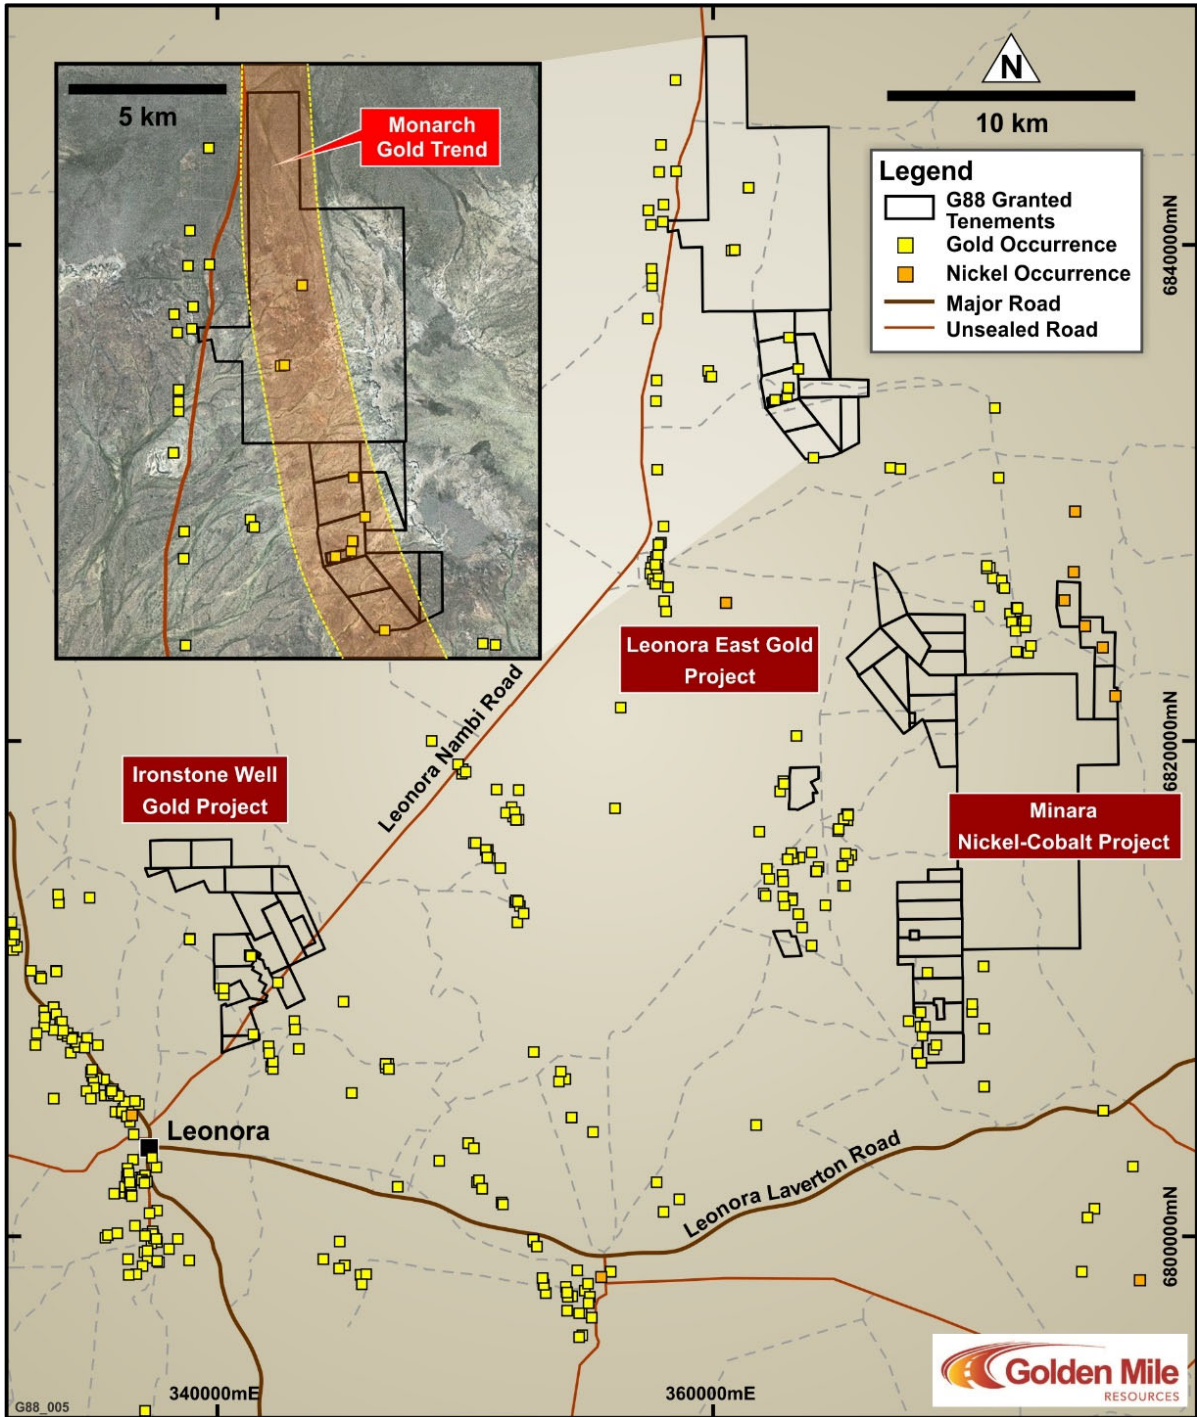 5 km
Monarch
Gold Trend
N
10 km
Legend
G88 Granted
Tenements
Gold Occurrence
Nickel Occurrence
Major Road
Unsealed Road
6840000mN
Leonora East Gold
Project
Leonora Nambi Road
6820000mN
Ironstone Well
Gold Project
Minara
Nickel-Cobalt Project
Leonora
Leonora Laverton Road
6800000mN
340000mE
360000mE
G88_005
Golden Mile
RESOURCES